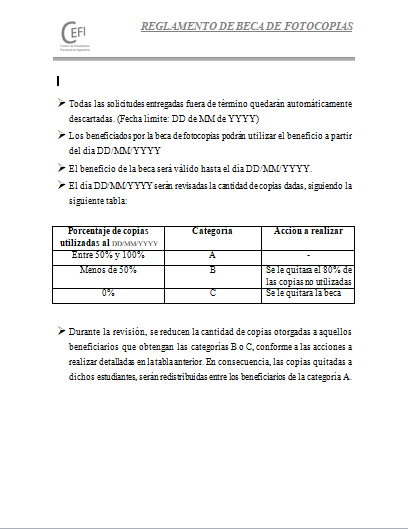 CEFI
Centro de Estudiantes
Facultad de Ingeniería
REGLAMENTO DE BECA DE FOTOCOPIAS
Todas las solicitudes entregadas fuera de término quedarán automáticamente
descartadas. (Fecha límite: DD de MM de YYYY)
Los beneficiados por la beca de fotocopias podrán utilizar el beneficio a partir
del día DD/MM/YYYY
El beneficio de la beca será válido hasta el día DD/MM/YYYY.
El día DD/MM/YYYY serán revisadas la cantidad de copias dadas, siguiendo la
siguiente tabla:
Porcentaje de copias
utilizadas al DD/MM/YYYY
Categoría
Acción a realizar
Entre 50% y 100%
A
-
Menos de 50%
B
Se le quitara el 80% de
las copias no utilizadas
0%
C
Se le quitara la beca
Durante la revisión, se reducen la cantidad de copias otorgadas a aquellos
beneficiarios que obtengan las categorías B o C, conforme a las acciones a
realizar detalladas en la tabla anterior. En consecuencia, las copias quitadas a
dichos estudiantes, serán redistribuidas entre los beneficiarios de la categoría A.